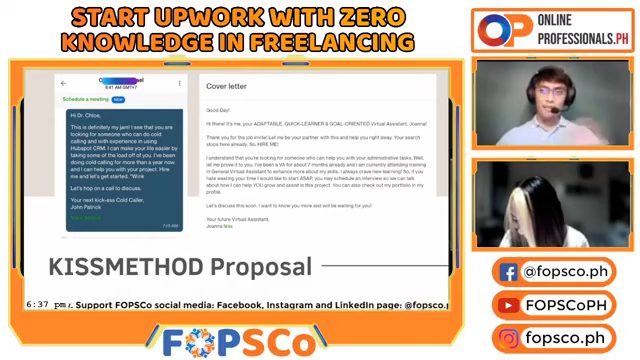 START UPWORK WITH ZERO
KNOWLEDGE IN FREELANCING
OP ONLINE
PROFESSIONALS.PH
8:41 AM GMT+7
Schedule a meeting NEW
Hi Dr. Chloe,
This is definitely my jam! I see that you
are looking for someone who can do cold
calling and with experience in using
Hubspot CRM. I can make your life easier by
taking some of the load off of you. I've been
doing cold calling for more than a year now
and I can help you with your project. Hire
me and let's get started. *Wink
Let's hop on a call to discuss.
Your next kick-ass Cold Caller,
John Patrick
Cover letter
Good Day!
Hi there! It's me, your ADAPTABLE, QUICK-LEARNER & GOAL-ORIENTED Virtual Assistant, Joanna!
Thank you for the job invite! Let me be your partner with this and help you right away. Your search
stops here already. So, HIRE ME!
I understand that you're looking for someone who can help you with your administrative tasks. Well,
let me prove it to you. I've been a VA for about 7 months already and I am currently attending training
in General Virtual Assistant to enhance more about my skills. I always crave new learning! So, if you
hate wasting your time I would like to start ASAP, you may schedule an interview so we can talk
about how I can help YOU grow and assist in this project. You can also check out my portfolio in my
profile.
Let's discuss this soon. I want to know you more and will be waiting for you!
Your future Virtual Assistant,
Joanna
less
KISSMETHOD Proposal
6:37 pm
. Support FOPSCo social media: Facebook, Instagram and LinkedIn page: @fopsco.p
@fopsco.ph
FOPSCoPH
fopsco.ph
FOPSCo